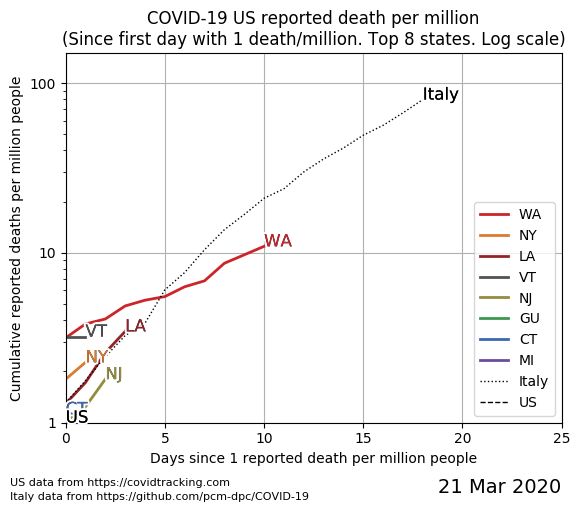 COVID-19 US reported death per million
(Since first day with 1 death/million. Top 8 states. Log scale)
Cumulative reported deaths per million people
100
10
1
Italy
WA
VT
LA
NY
NJ
CT
US
WA
NY
LA
VT
NJ
GU
CT
MI
Italy
US
0 5 10 15 20 25
Days since 1 reported death per million people
US data from https://covidtracking.com
Italy data from https://github.com/pcm-dpc/COVID-19
21 Mar 2020